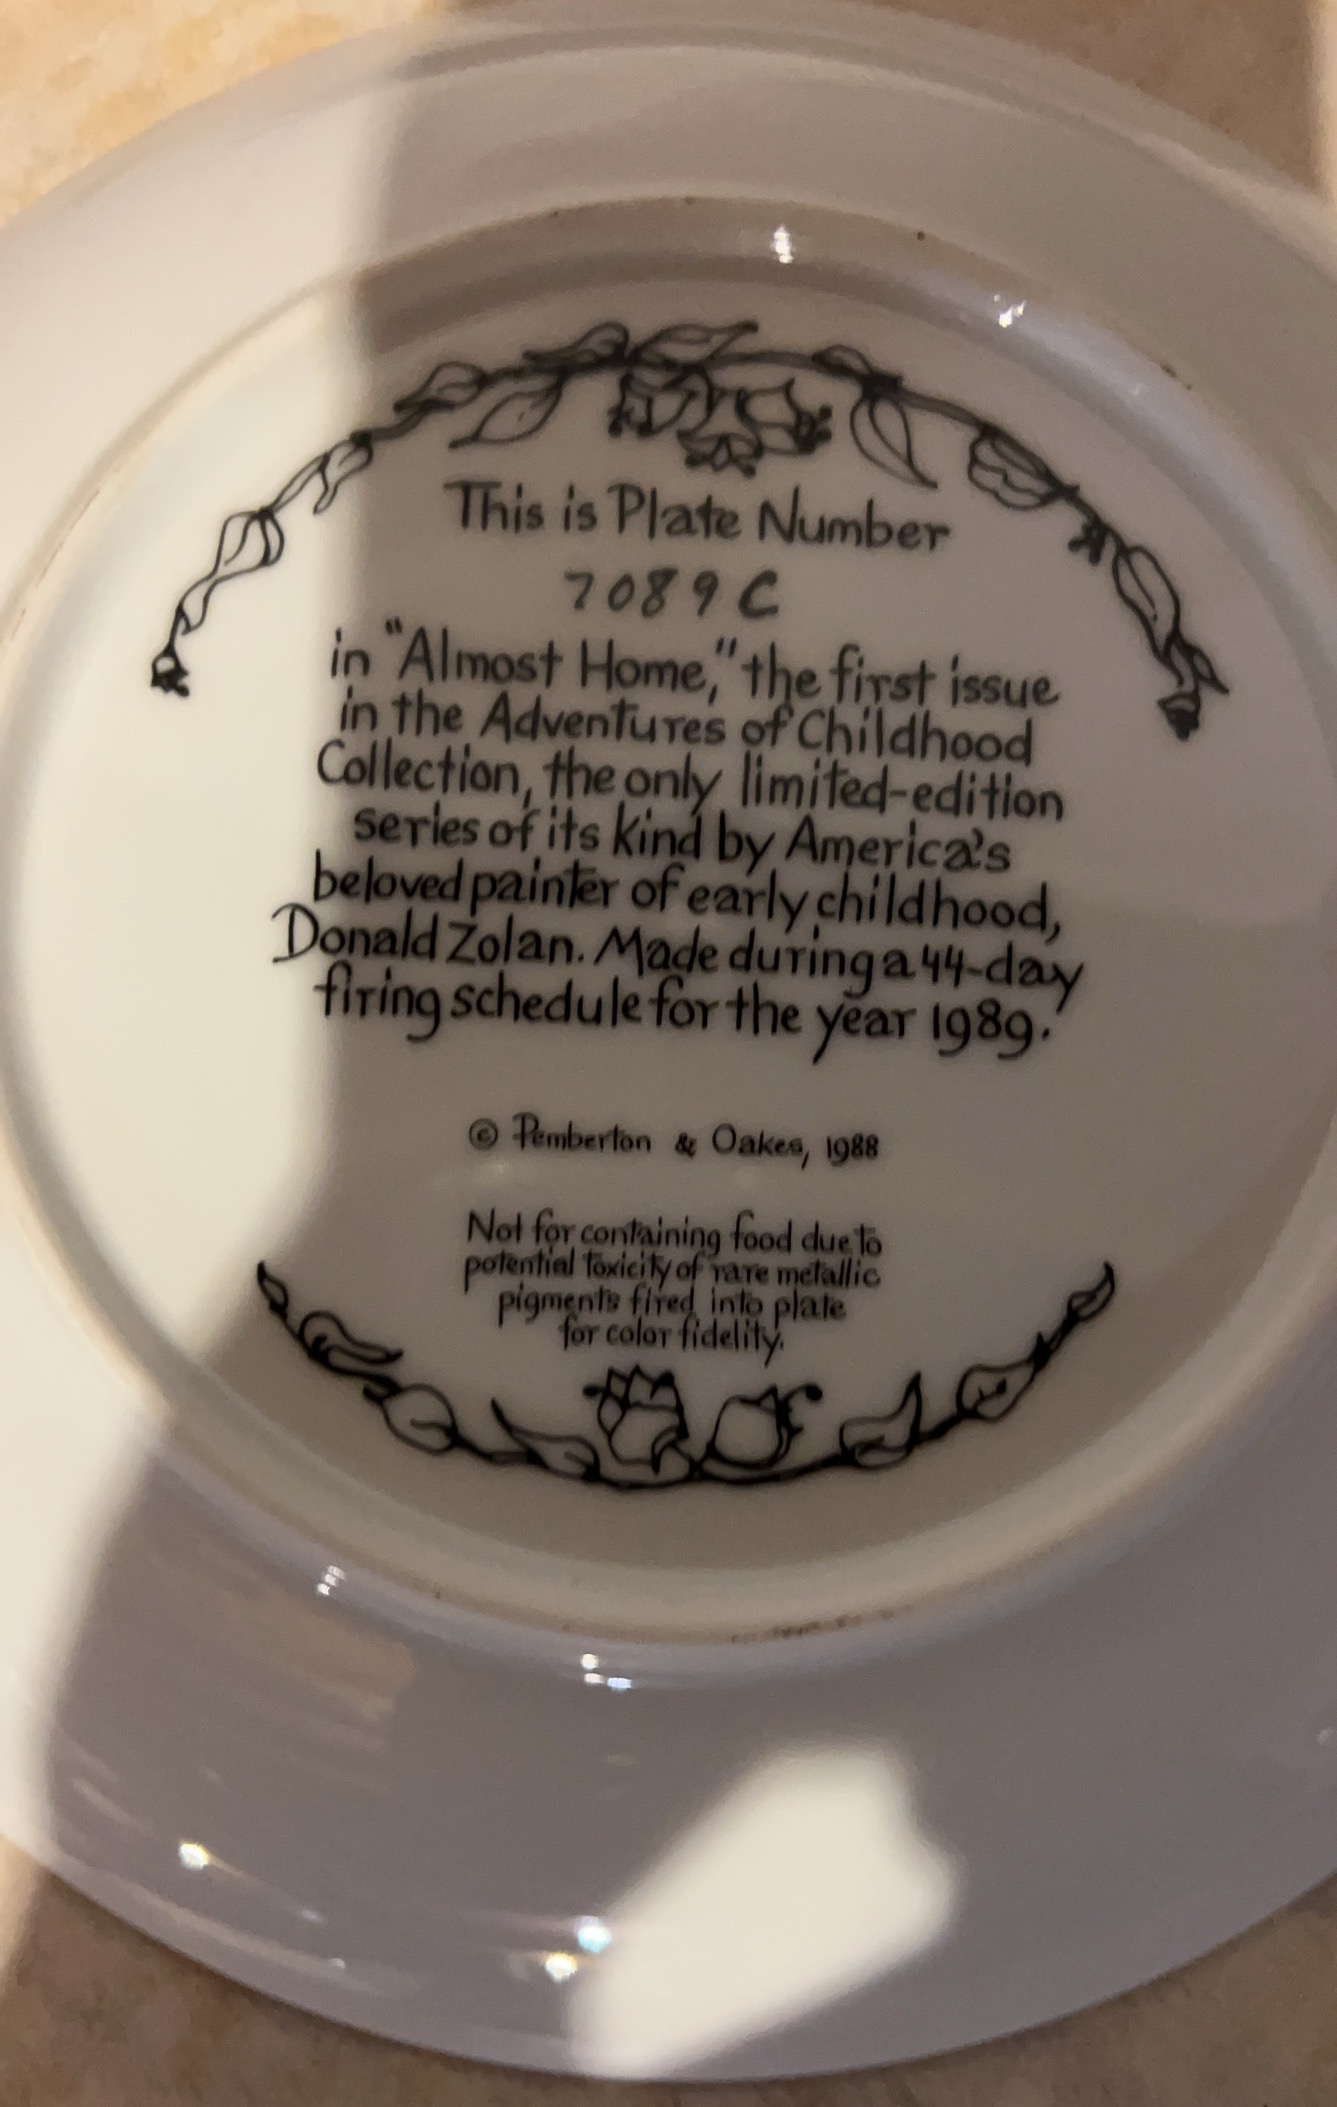 This is Plate Number
7089 C
in "Almost Home," the first issue
in the Adventures of Childhood
Collection, the only limited-edition
series of its kind by America's
beloved painter of early childhood,
Donald Zolan. Made during a 44-day
firing schedule for the year 1989.
© Pemberton & Oakes, 1988
Not for containing food due to
potential toxicity of rare metallic
pigments fired into plate
for color fidelity.